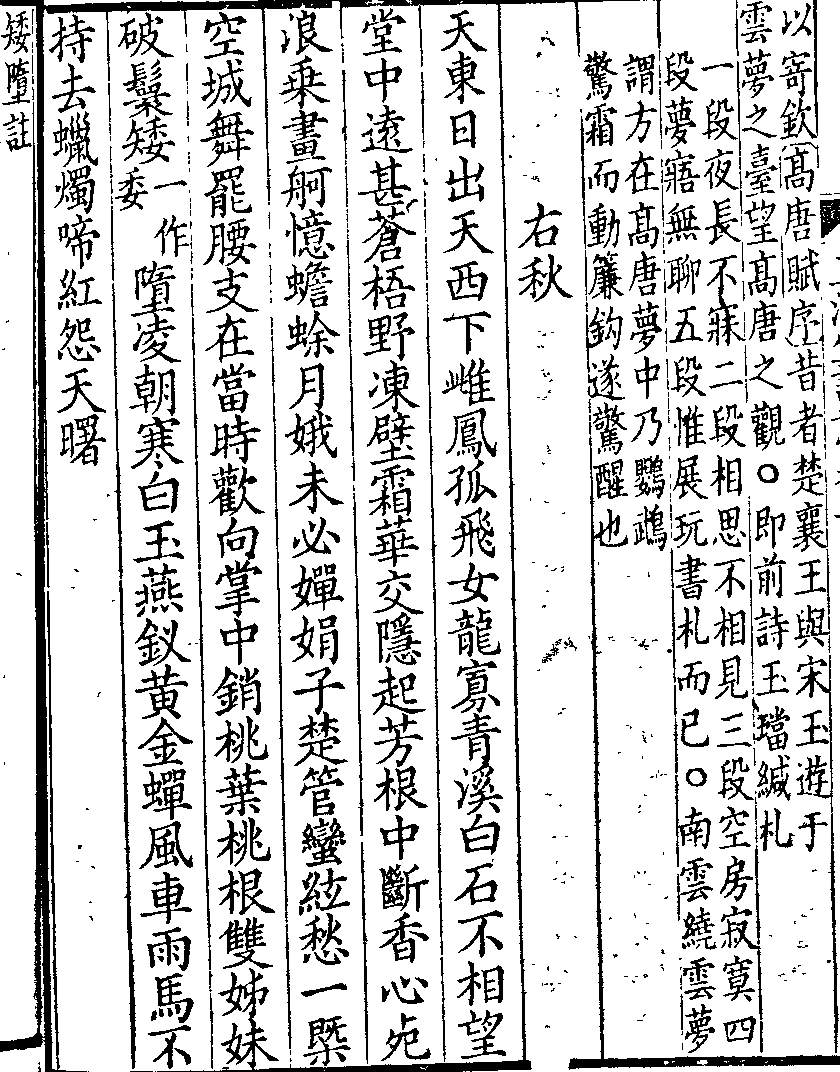 以寄欽高唐賦序昔者楚襄王與宋玉遊于
雲夢之臺望高唐之觀○即前詩玉璫緘札
一段夜長不寐二段相思不相見三段空房寂寞四
段夢寤無聊五段惟展玩書札而已○南雲繞雲夢
謂方在高唐夢中乃鸚鵡
驚霜而動簾鈎遂驚醒也
右秋
天東日出天西下雌鳳孤飛女龍寡青溪白石不相望
堂中遠甚蒼梧野凍壁霜華交隱起芳根中斷香心死
浪乗畫舸憶蟾蜍月娥未必嬋娟子楚管蠻絃愁一槩
空城舞罷腰支在當時歡向掌中銷桃葉桃根雙姊妹
破鬟矮一作委墮凌朝寒白玉燕釵黄金蟬風車雨馬不
持去蠟燭啼紅怨天曙
矮墮註